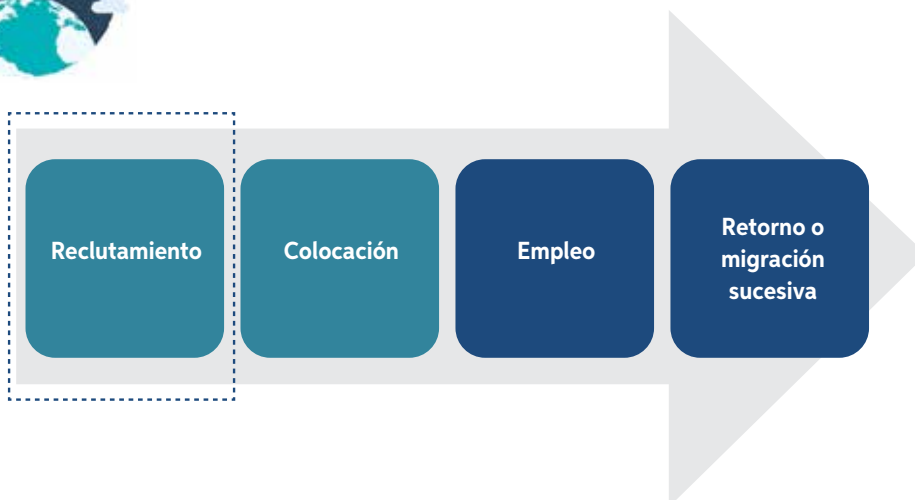 Reclutamiento
Colocación
Empleo
Retorno o
migración
sucesiva